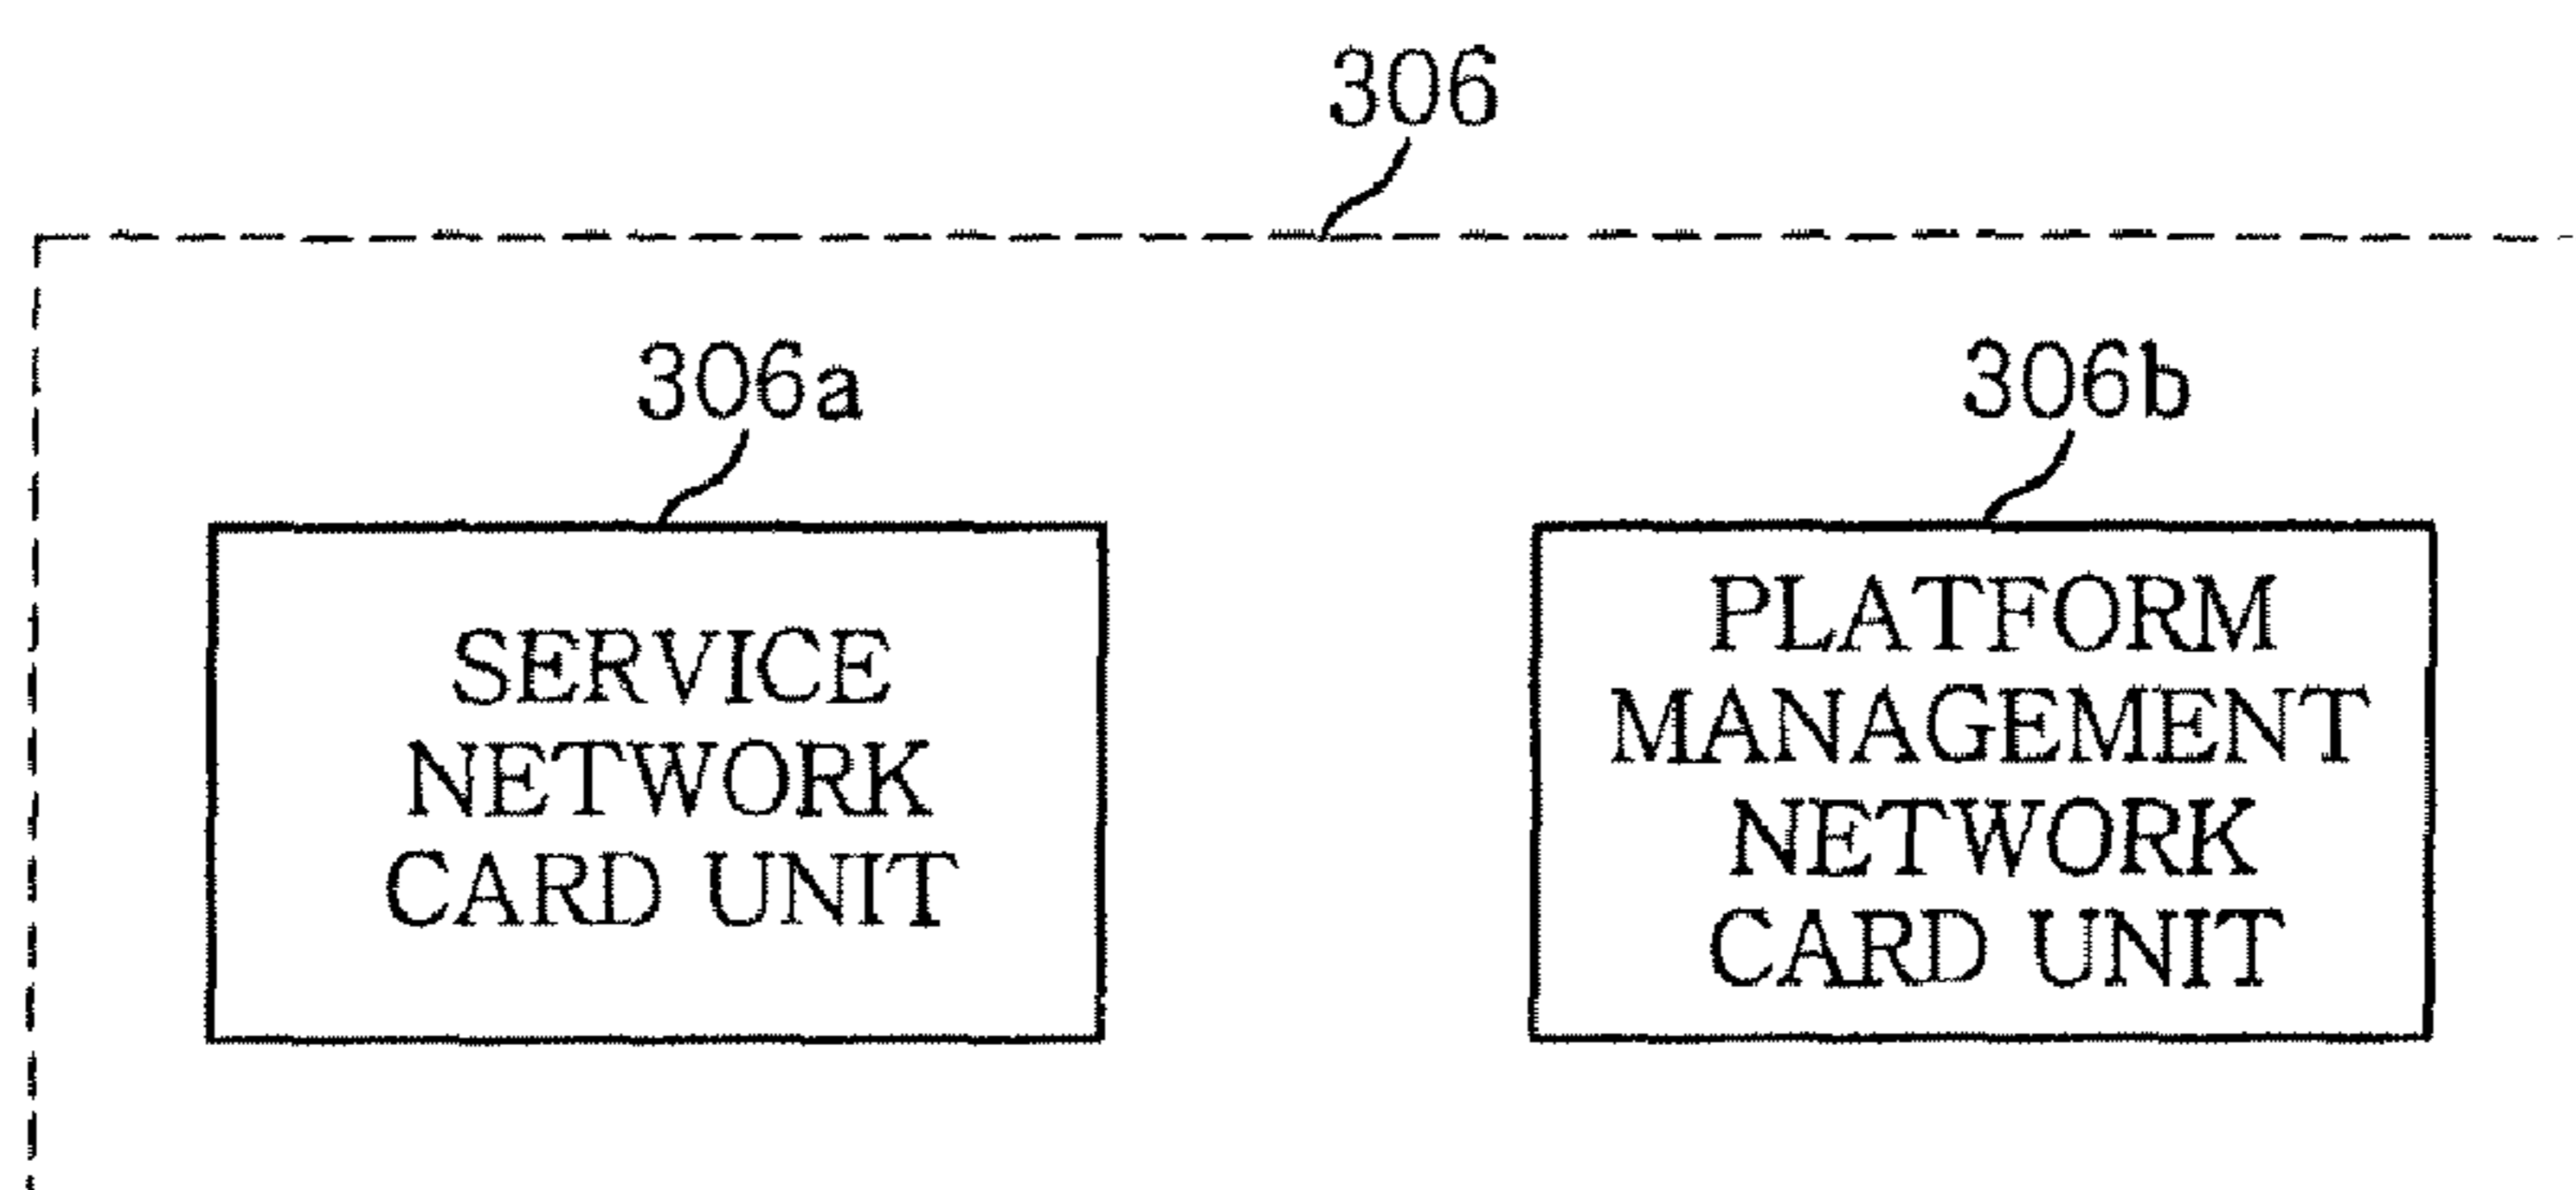 306
306a
306b
SERVICE
NETWORK
CARD UNIT
PLATFORM
MANAGEMENT
NETWORK
CARD UNIT